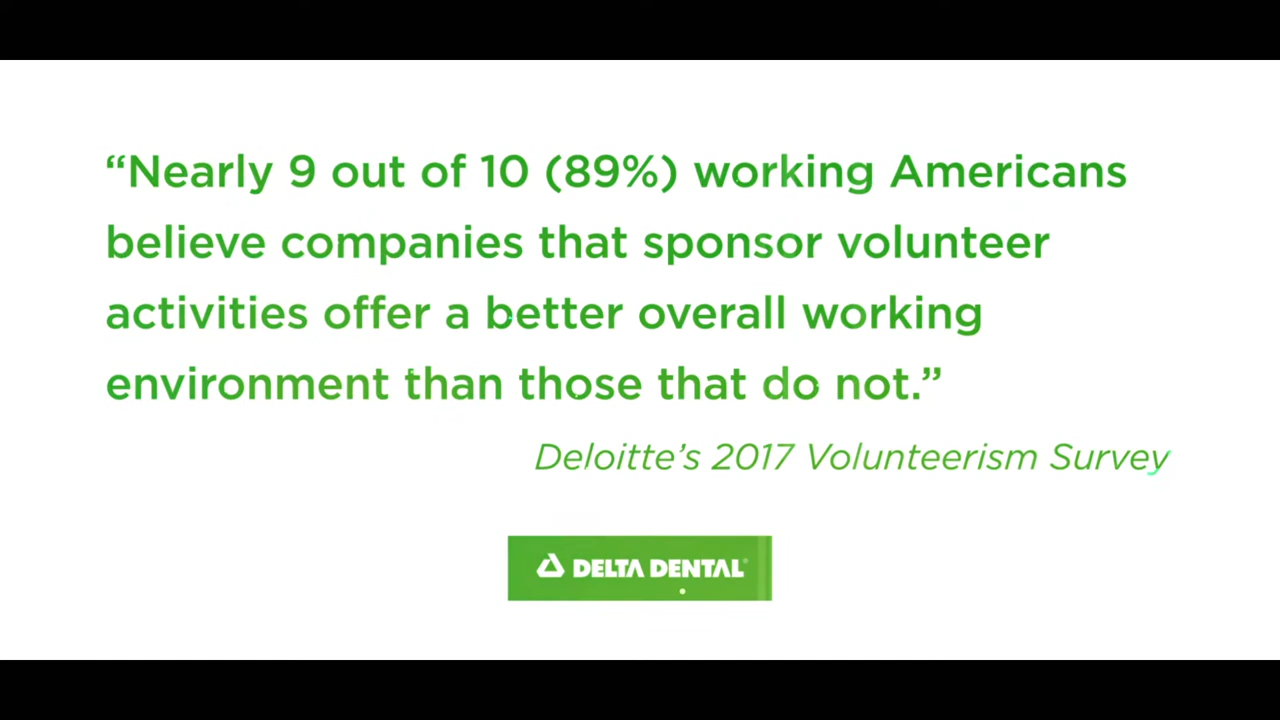 “Nearly 9 out of 10 (89%) working Americans
believe companies that sponsor volunteer
activities offer a better overall working
environment than those that do not.”
Deloitte’s 2017 Volunteerism Survey
DELTA DENTAL®